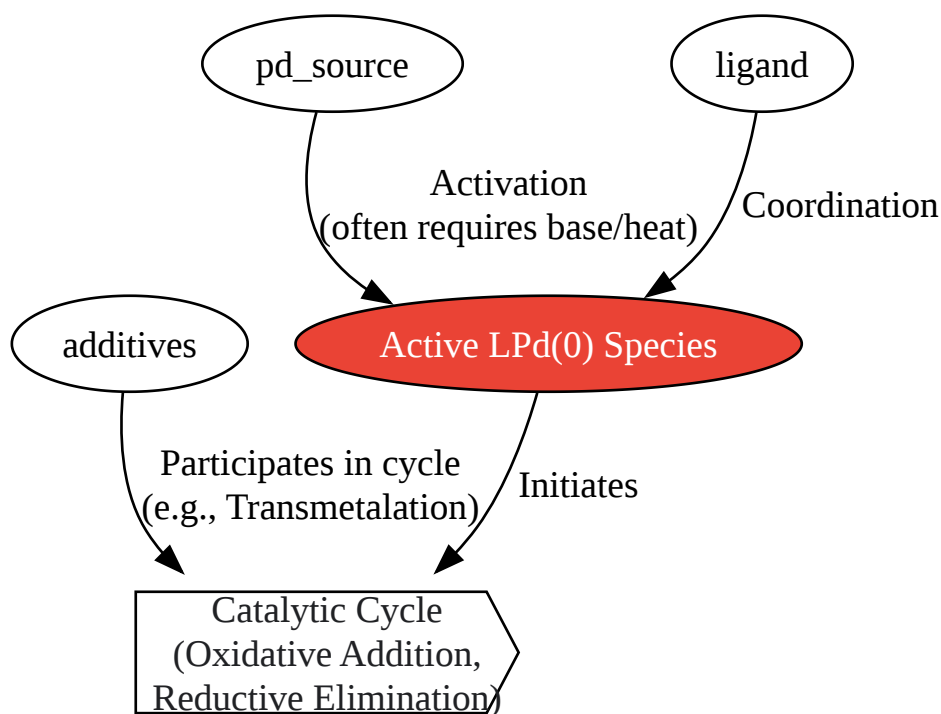 pd_source
ligand
Activation
(often requires base/heat)
Coordination
additives
Active LPd(0) Species
Participates in cycle
(e.g., Transmetalation)
Initiates
Catalytic Cycle
(Oxidative Addition,
Reductive Elimination)